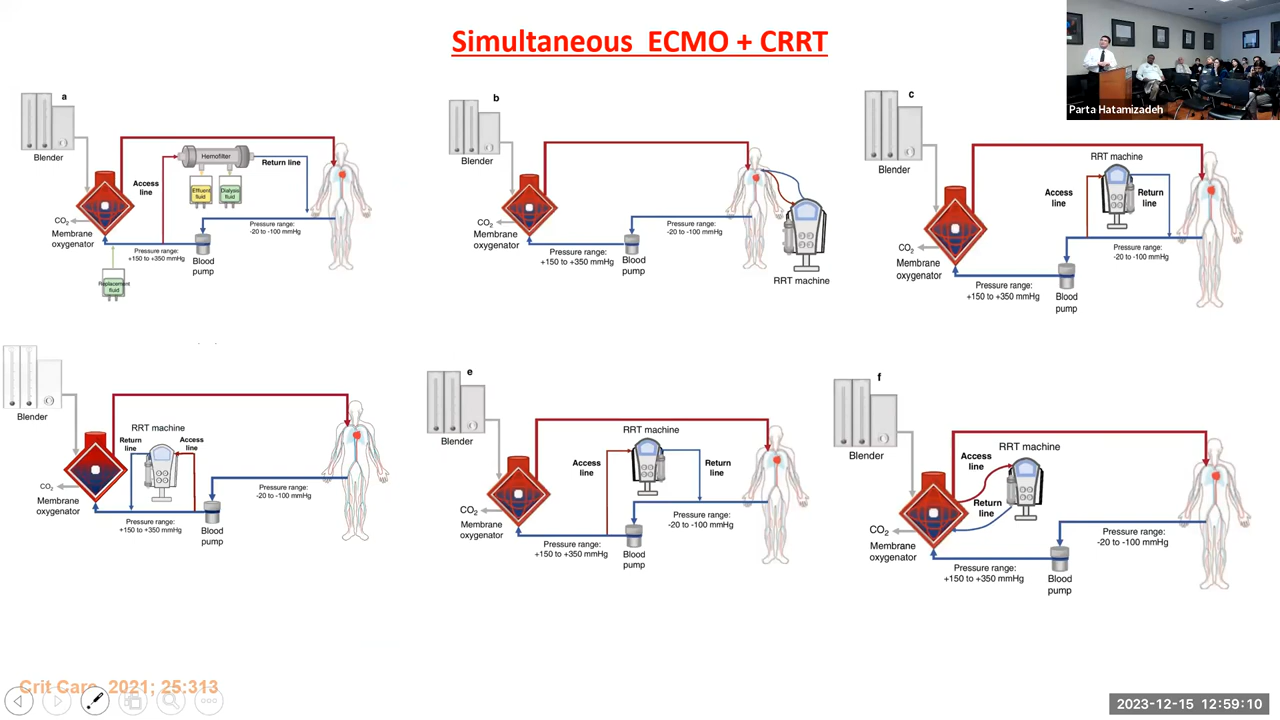 Simultaneous ECMO + CRRT
Parta Hatamizadeh
a
Blender
Hemofilter
Return line
Access
line
Effluent
fluid
Dialysis
fluid
CO2
Membrane
oxygenator
Pressure range:
+150 to +350 mmHg
Blood
pump
Pressure range:
-20 to -100 mmHg
Replacement
fluid
b
Blender
CO2
Membrane
oxygenator
Pressure range:
+150 to +350 mmHg
Blood
pump
Pressure range:
-20 to -100 mmHg
RRT machine
c
Blender
RRT machine
Access
line
Return
line
CO2
Membrane
oxygenator
Pressure range:
-20 to -100 mmHg
Pressure range:
+150 to +350 mmHg
Blood
pump
Blender
RRT machine
Return
line
Access
line
CO2
Membrane
oxygenator
Pressure range:
+150 to +350 mmHg
Blood
pump
Pressure range:
-20 to -100 mmHg
e
Blender
RRT machine
Access
line
Return
line
CO2
Membrane
oxygenator
Pressure range:
+150 to +350 mmHg
Blood
pump
Pressure range:
-20 to -100 mmHg
f
Blender
RRT machine
Access
line
Return
line
CO2
Membrane
oxygenator
Pressure range:
+150 to +350 mmHg
Blood
pump
Pressure range:
-20 to -100 mmHg
Crit Care. 2021; 25:313
2023-12-15 12:59:10